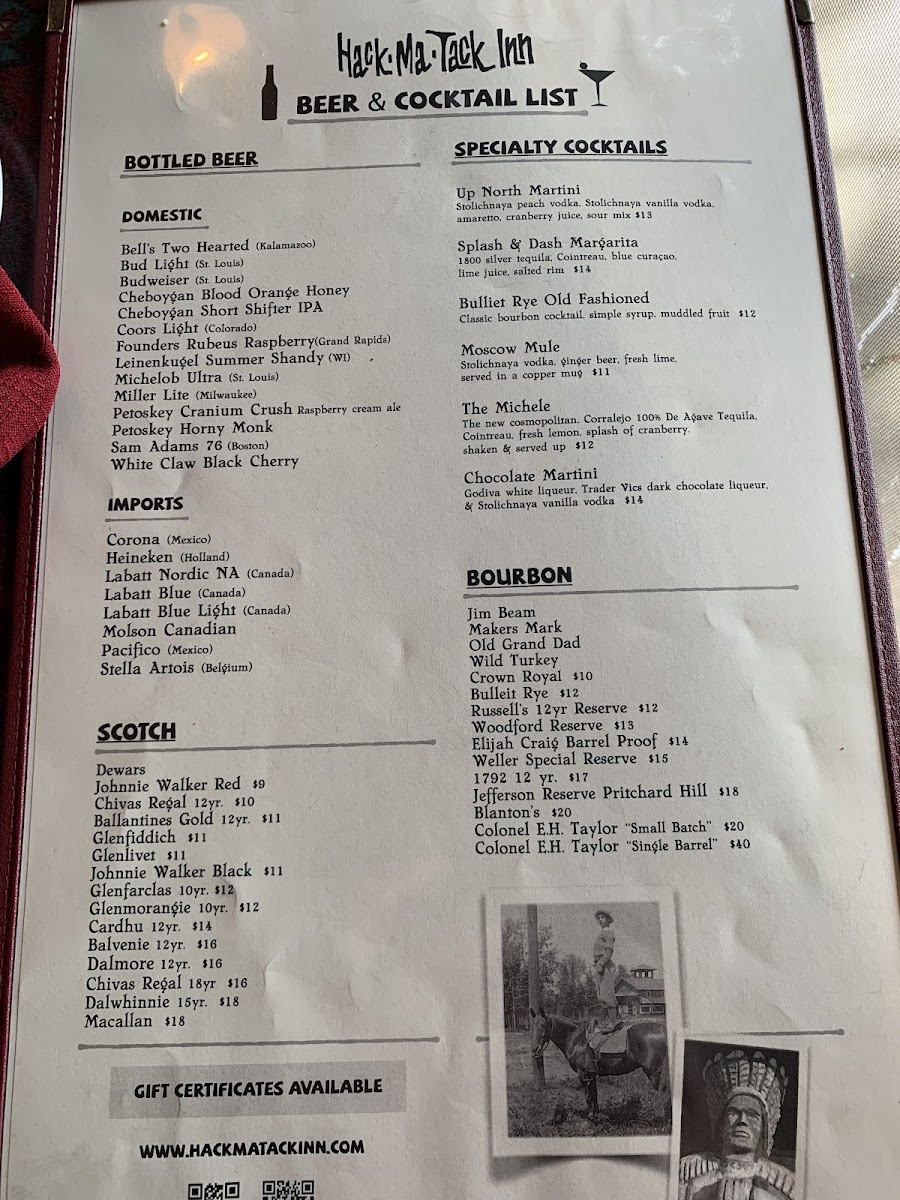 Hack·Ma·Tack Inn
BEER & COCKTAIL LIST
BOTTLED BEER
DOMESTIC
Bell's Two Hearted (Kalamazoo)
Bud Light (St. Louis)
Budweiser (St. Louis)
Cheboygan Blood Orange Honey
Cheboygan Short Shifter IPA
Coors Light (Colorado)
Founders Rubeus Raspberry(Grand Rapids)
Leinenkugel Summer Shandy (WI)
Michelob Ultra (St. Louis)
Miller Lite (Milwaukee)
Petoskey Cranium Crush Raspberry cream ale
Petoskey Horny Monk
Sam Adams 76 (Boston)
White Claw Black Cherry
IMPORTS
Corona (Mexico)
Heineken (Holland)
Labatt Nordic NA (Canada)
Labatt Blue (Canada)
Labatt Blue Light (Canada)
Molson Canadian
Pacifico (Mexico)
Stella Artois (Belgium)
SCOTCH
Dewars
Johnnie Walker Red $9
Chivas Regal 12yr. $10
Ballantines Gold 12yr. $11
Glenfiddich $11
Glenlivet $11
Johnnie Walker Black $11
Glenfarclas 10yr. $12
Glenmorangie 10yr. $12
Cardhu 12yr. $14
Balvenie 12yr. $16
Dalmore 12yr. $16
Chivas Regal 18yr $16
Dalwhinnie 15yr. $18
Macallan $18
GIFT CERTIFICATES AVAILABLE
WWW.HACKMATACKINN.COM
SPECIALTY COCKTAILS
Up North Martini
Stolichnaya peach vodka, Stolichnaya vanilla vodka,
amaretto, cranberry juice, sour mix $13
Splash & Dash Margarita
1800 silver tequila, Cointreau, blue curaçao,
lime juice, salted rim $14
Bulliet Rye Old Fashioned
Classic bourbon cocktail, simple syrup, muddled fruit $12
Moscow Mule
Stolichnaya vodka, ginger beer, fresh lime,
served in a copper mug $11
The Michele
The new cosmopolitan. Corralejo 100% De Agave Tequila,
Cointreau, fresh lemon, splash of cranberry.
shaken & served up $12
Chocolate Martini
Godiva white liqueur, Trader Vics dark chocolate liqueur,
& Stolichnaya vanilla vodka $14
BOURBON
Jim Beam
Makers Mark
Old Grand Dad
Wild Turkey
Crown Royal $10
Bulleit Rye $12
Russell's 12yr Reserve $12
Woodford Reserve $13
Elijah Craig Barrel Proof $14
Weller Special Reserve $15
1792 12 yr. $17
Jefferson Reserve Pritchard Hill $18
Blanton's $20
Colonel E.H. Taylor "Small Batch" $20
Colonel E.H. Taylor "Single Barrel" $40